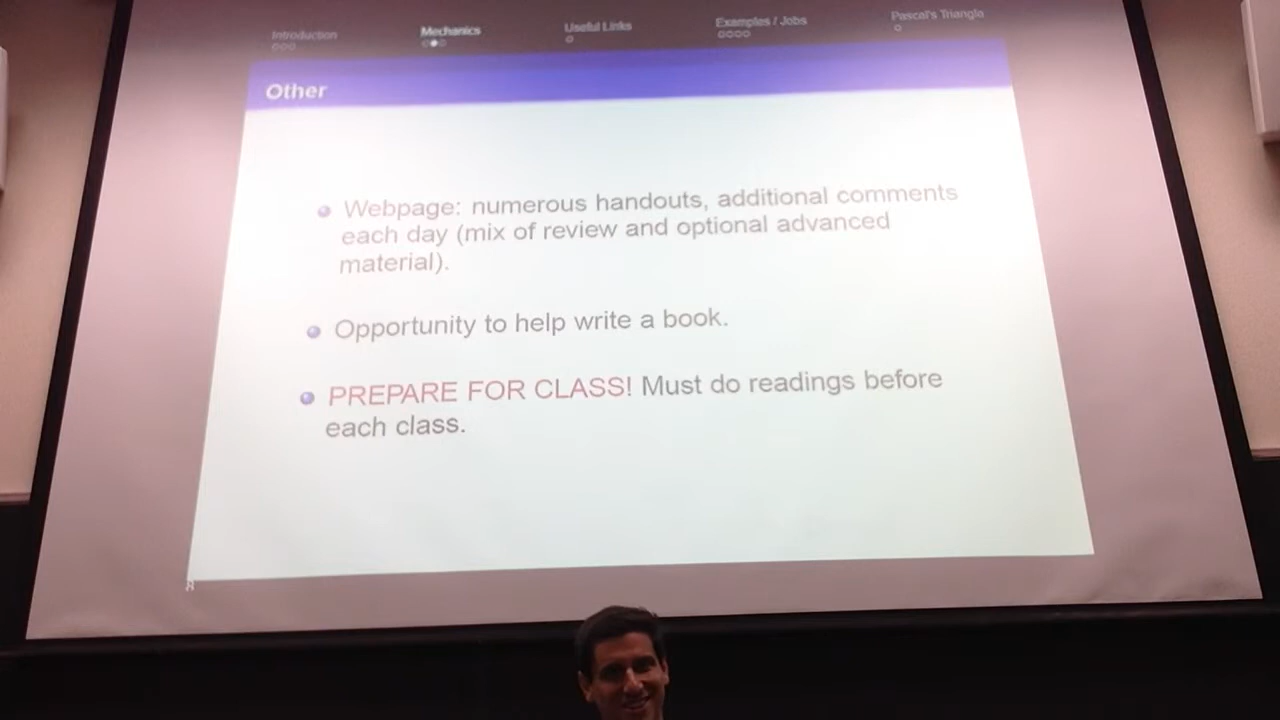 Introduction Mechanics Useful Links Examples / Jobs Pascal's Triangle
Other
Webpage: numerous handouts, additional comments
each day (mix of review and optional advanced
material).
Opportunity to help write a book.
PREPARE FOR CLASS! Must do readings before
each class.